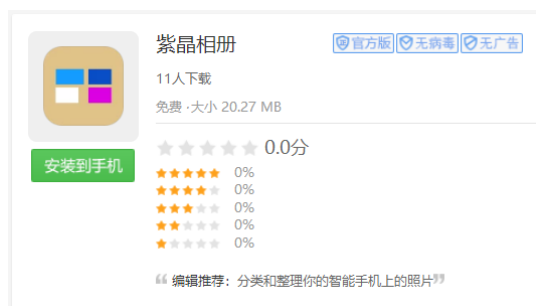 紫晶相册 官方版 无病毒 无广告
11人下载
免费 ·大小 20.27 MB
0.0分
安装到手机
0%
0%
0%
0%
0%
“ 编辑推荐：分类和整理你的智能手机上的照片”